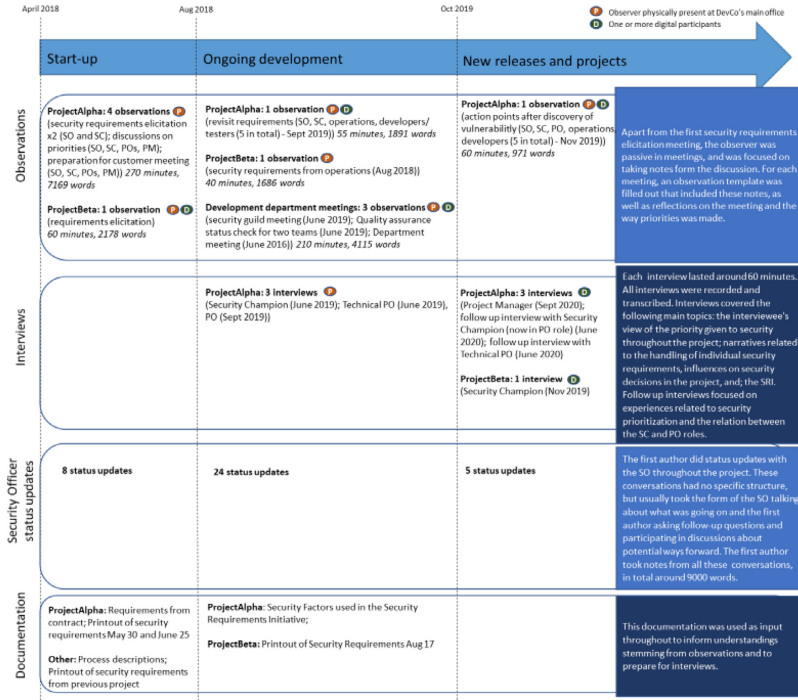 April 2018
Aug 2018
Oct 2019
P Observer physically present at DevCo's main office
D One or more digital participants
Start-up
Ongoing development
New releases and projects
Observations
ProjectAlpha: 4 observations P
(security requirements elicitation
x2 (SO and SC); discussions on
priorities (SO, SC, POs, PM);
preparation for customer meeting
(SO, SC, POs, PM)) 270 minutes,
7169 words
ProjectBeta: 1 observation P D
(requirements elicitation)
60 minutes, 2178 words
ProjectAlpha: 1 observation P D
(revisit requirements (SO, SC, operations, developers/
testers (5 in total) - Sept 2019)) 55 minutes, 1891 words
ProjectBeta: 1 observation P
(security requirements from operations (Aug 2018))
40 minutes, 1686 words
Development department meetings: 3 observations P D
(security guild meeting (June 2019); Quality assurance
status check for two teams (June 2019); Department
meeting (June 2016)) 210 minutes, 4115 words
ProjectAlpha: 1 observation P D
(action points after discovery of
vulnerablitly (SO, SC, PO, operations,
developers (5 in total) - Nov 2019))
60 minutes, 971 words
Apart from the first security requirements
elicitation meeting, the observer was
passive in meetings, and was focused on
taking notes form the discussion. For each
meeting, an observation template was
filled out that included these notes, as
well as reflections on the meeting and the
way priorities was made.
Interviews
ProjectAlpha: 3 interviews P
(Security Champion (June 2019); Technical PO (June 2019),
PO (Sept 2019))
ProjectAlpha: 3 interviews D
(Project Manager (Sept 2020);
follow up interview with Security
Champion (now in PO role) (June
2020); follow up interview with
Technical PO (June 2020)
ProjectBeta: 1 interview D
(Security Champion (Nov 2019)
Each interview lasted around 60 minutes.
All interviews were recorded and
transcribed. Interviews covered the
following main topics: the interviewee's
view of the priority given to security
throughout the project; narratives related
to the handling of individual security
requirements, influences on security
decisions in the project, and; the SRI.
Follow up interviews focused on
experiences related to security
prioritization and the relation between
the SC and PO roles.
Security Officer
status updates
8 status updates
24 status updates
5 status updates
The first author did status updates with
the SO throughout the project. These
conversations had no specific structure,
but usually took the form of the SO talking
about what was going on and the first
author asking follow-up questions and
participating in discussions about
potential ways forward. The first author
took notes from all these conversations,
in total around 9000 words.
Documentation
ProjectAlpha: Requirements from
contract; Printout of security
requirements May 30 and June 25
Other: Process descriptions;
Printout of security requirements
from previous project
ProjectAlpha: Security Factors used in the Security
Requirements Initiative;
ProjectBeta: Printout of Security Requirements Aug 17
This documentation was used as input
throughout to inform understandings
stemming from observations and to
prepare for interviews.